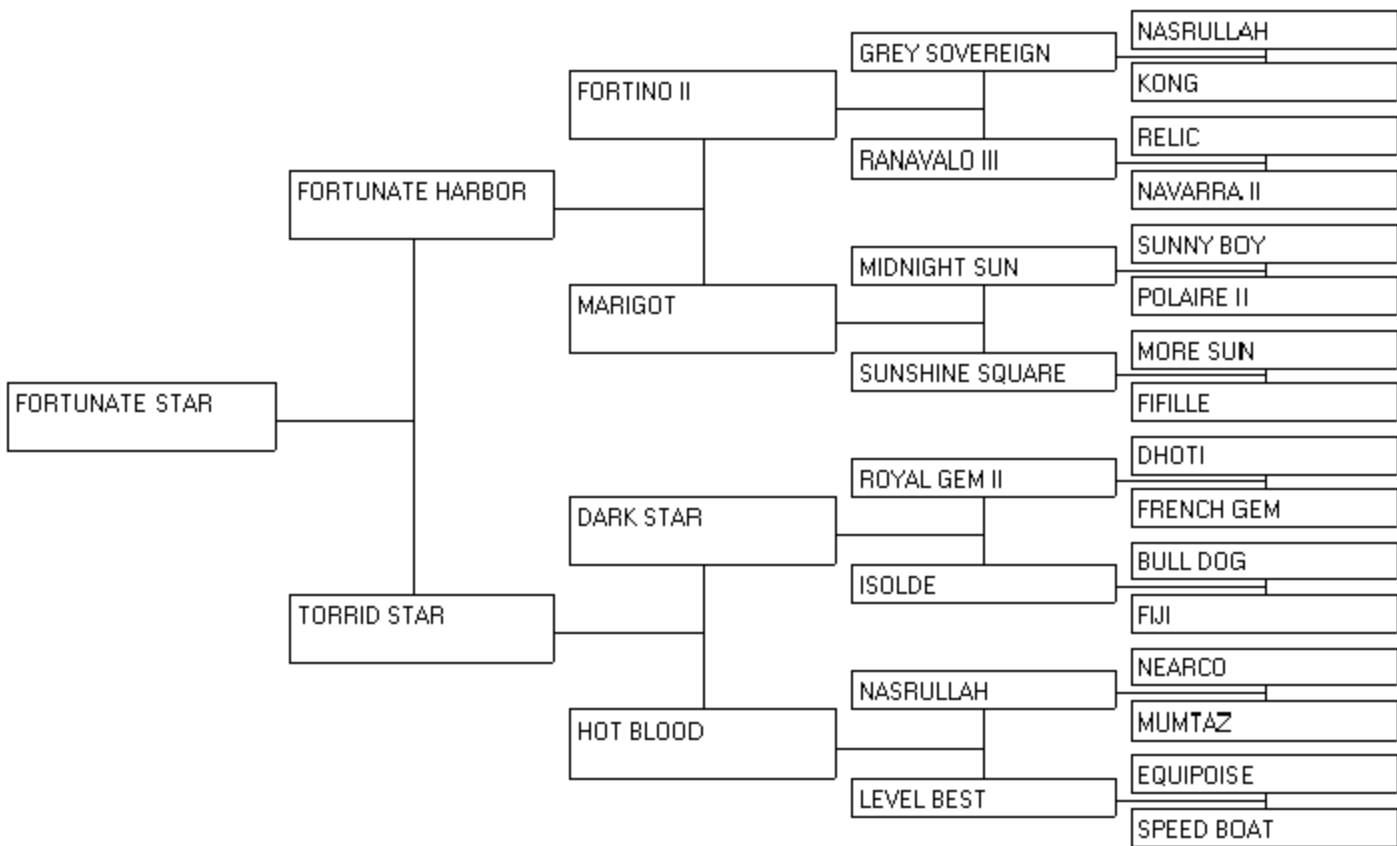 NASRULLAH
GREY SOVEREIGN
KONG
FORTINO II
RELIC
RANAVALO III
NAVARRA II
FORTUNATE HARBOR
SUNNY BOY
MIDNIGHT SUN
POLAIRE II
MARIGOT
MORE SUN
SUNSHINE SQUARE
FIFILLE
FORTUNATE STAR
DHOTI
ROYAL GEM II
FRENCH GEM
DARK STAR
BULL DOG
ISOLDE
FIJI
TORRID STAR
NEARCO
NASRULLAH
MUMTAZ
HOT BLOOD
EQUIPOISE
LEVEL BEST
SPEED BOAT